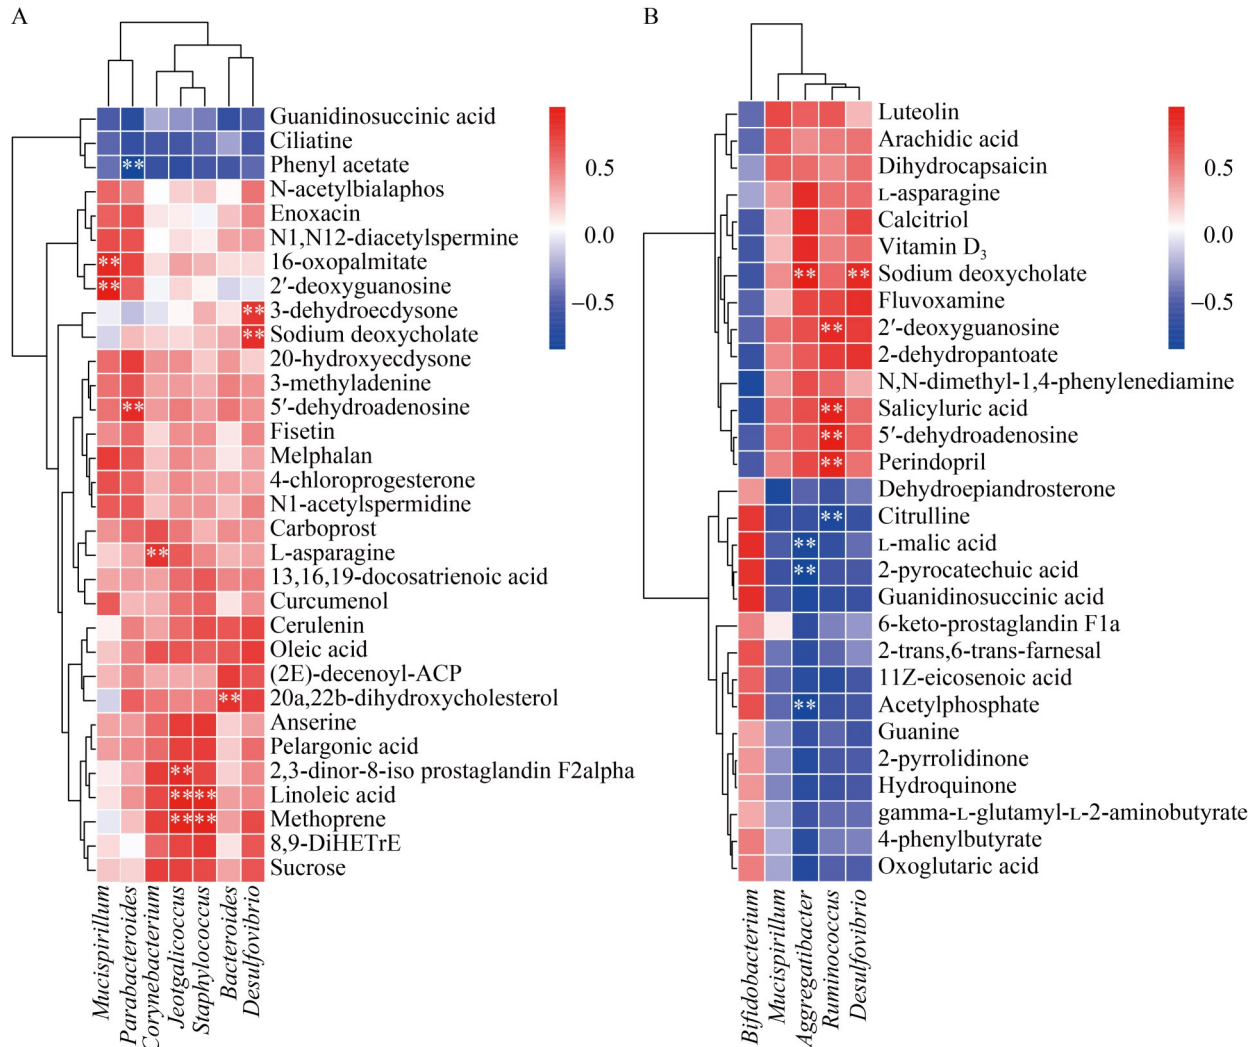 A
Guanidinosuccinic acid
Ciliatine
Phenyl acetate
N-acetylbialaphos
Enoxacin
N1,N12-diacetylspermine
16-oxopalmitate
2′-deoxyguanosine
3-dehydroecdysone
Sodium deoxycholate
20-hydroxyecdysone
3-methyladenine
5′-dehydroadenosine
Fisetin
Melphalan
4-chloroprogesterone
N1-acetylspermidine
Carboprost
L-asparagine
13,16,19-docosatrienoic acid
Curcumenol
Cerulenin
Oleic acid
(2E)-decenoyl-ACP
20a,22b-dihydroxycholesterol
Anserine
Pelargonic acid
2,3-dinor-8-iso prostaglandin F2alpha
Linoleic acid
Methoprene
8,9-DiHETrE
Sucrose
**
**
**
**
**
**
**
**
**
**
****
****
0.5
0.0
−0.5
Mucispirillum
Parabacteroides
Corynebacterium
Jeotgalicoccus
Staphylococcus
Bacteroides
Desulfovibrio
B
Luteolin
Arachidic acid
Dihydrocapsaicin
L-asparagine
Calcitriol
Vitamin D3
Sodium deoxycholate
Fluvoxamine
2′-deoxyguanosine
2-dehydropantoate
N,N-dimethyl-1,4-phenylenediamine
Salicyluric acid
5′-dehydroadenosine
Perindopril
Dehydroepiandrosterone
Citrulline
L-malic acid
2-pyrocatechuic acid
Guanidinosuccinic acid
6-keto-prostaglandin F1a
2-trans,6-trans-farnesal
11Z-eicosenoic acid
Acetylphosphate
Guanine
2-pyrrolidinone
Hydroquinone
gamma-L-glutamyl-L-2-aminobutyrate
4-phenylbutyrate
Oxoglutaric acid
** **
**
**
**
**
**
**
**
**
0.5
0.0
−0.5
Bifidobacterium
Mucispirillum
Aggregatibacter
Ruminococcus
Desulfovibrio